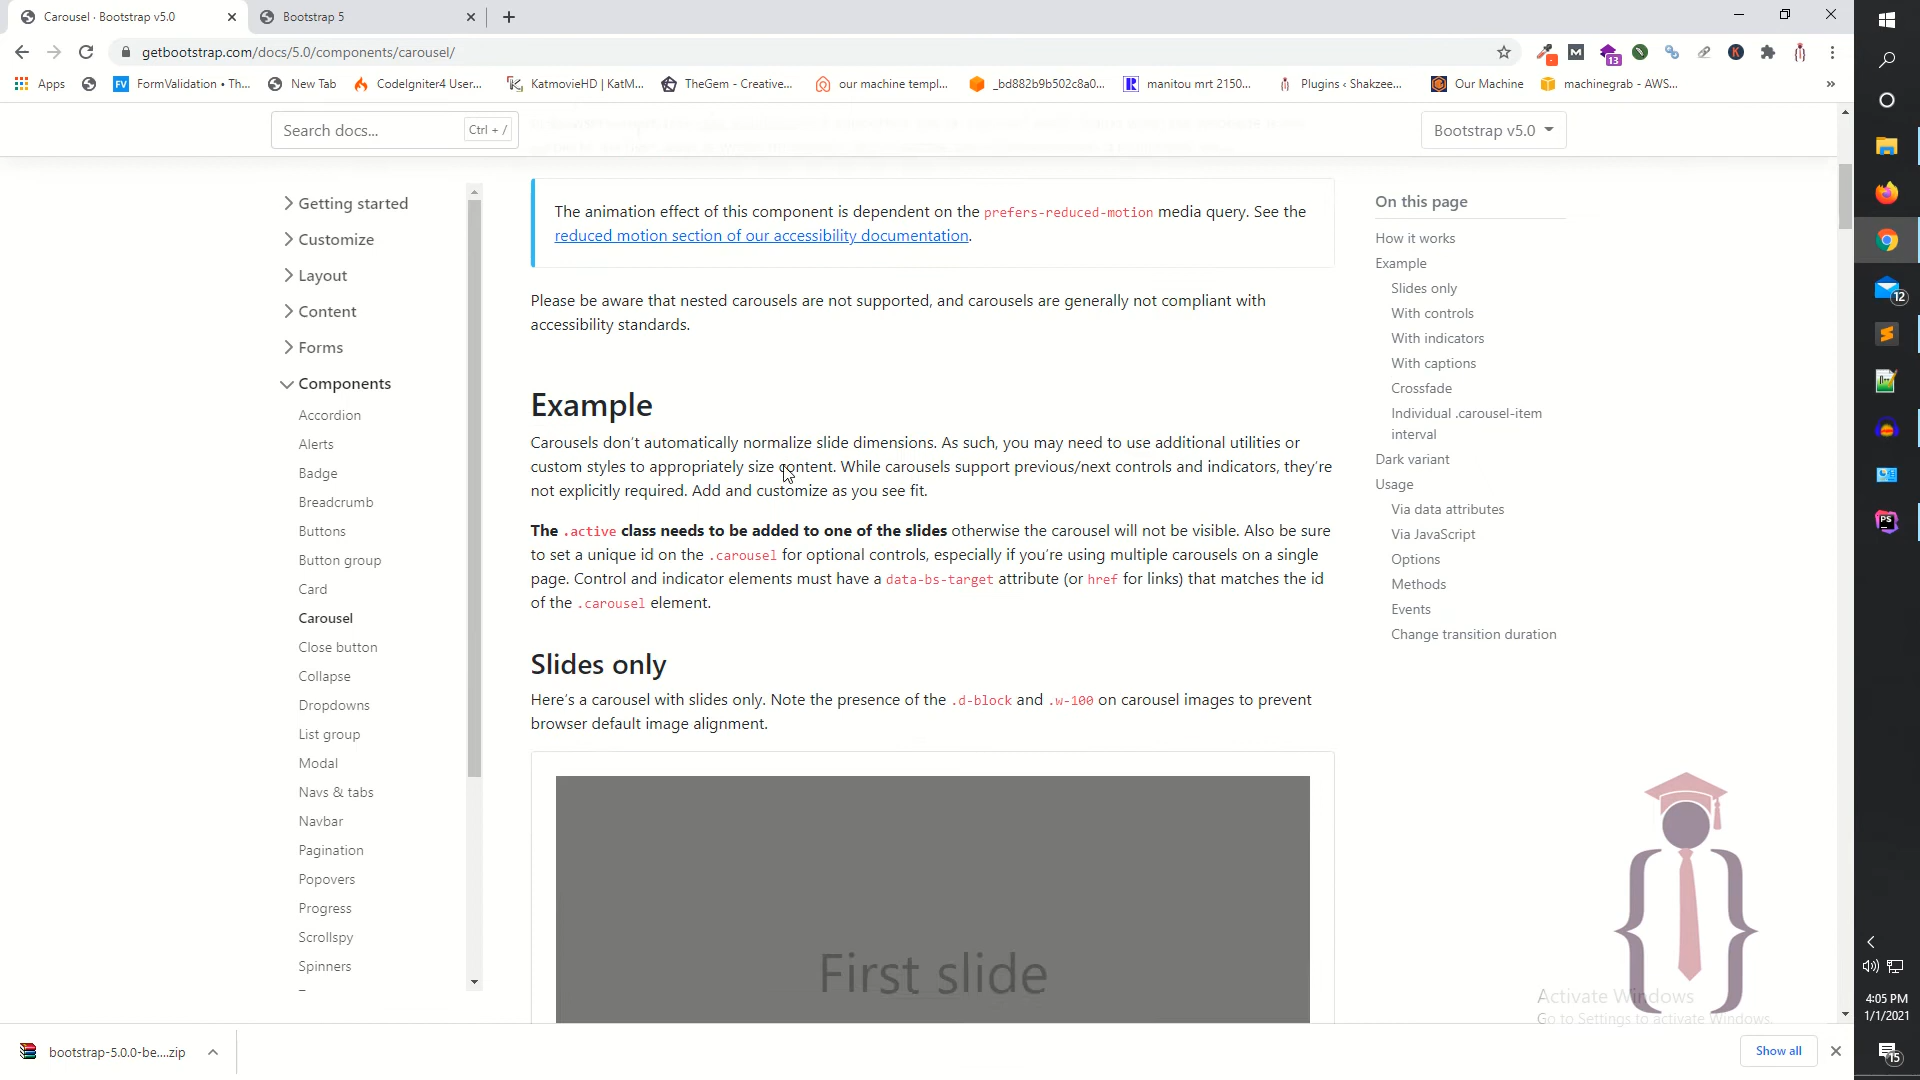 Carousel · Bootstrap v5.0
Bootstrap 5
getbootstrap.com/docs/5.0/components/carousel/
13
Apps
FV
FormValidation • Th...
New Tab
CodeIgniter4 User...
KatmovieHD | KatM...
TheGem - Creative...
our machine templ...
_bd882b9b502c8a0...
manitou mrt 2150...
Plugins ‹ Shakzee...
Our Machine
machinegrab - AWS...
»
Search docs...
Ctrl + /
Bootstrap v5.0
Getting started
Customize
Layout
Content
Forms
Components
Accordion
Alerts
Badge
Breadcrumb
Buttons
Button group
Card
Carousel
Close button
Collapse
Dropdowns
List group
Modal
Navs & tabs
Navbar
Pagination
Popovers
Progress
Scrollspy
Spinners
The animation effect of this component is dependent on the prefers-reduced-motion media query. See the
reduced motion section of our accessibility documentation.
Please be aware that nested carousels are not supported, and carousels are generally not compliant with
accessibility standards.
Example
Carousels don't automatically normalize slide dimensions. As such, you may need to use additional utilities or
custom styles to appropriately size content. While carousels support previous/next controls and indicators, they're
not explicitly required. Add and customize as you see fit.
The .active class needs to be added to one of the slides otherwise the carousel will not be visible. Also be sure
to set a unique id on the .carousel for optional controls, especially if you're using multiple carousels on a single
page. Control and indicator elements must have a data-bs-target attribute (or href for links) that matches the id
of the .carousel element.
Slides only
Here's a carousel with slides only. Note the presence of the .d-block and .w-100 on carousel images to prevent
browser default image alignment.
First slide
On this page
How it works
Example
Slides only
With controls
With indicators
With captions
Crossfade
Individual .carousel-item
interval
Dark variant
Usage
Via data attributes
Via JavaScript
Options
Methods
Events
Change transition duration
Activate Windows
Go to Settings to activate Windows.
bootstrap-5.0.0-be....zip
Show all
12
PS
4:05 PM
1/1/2021
15